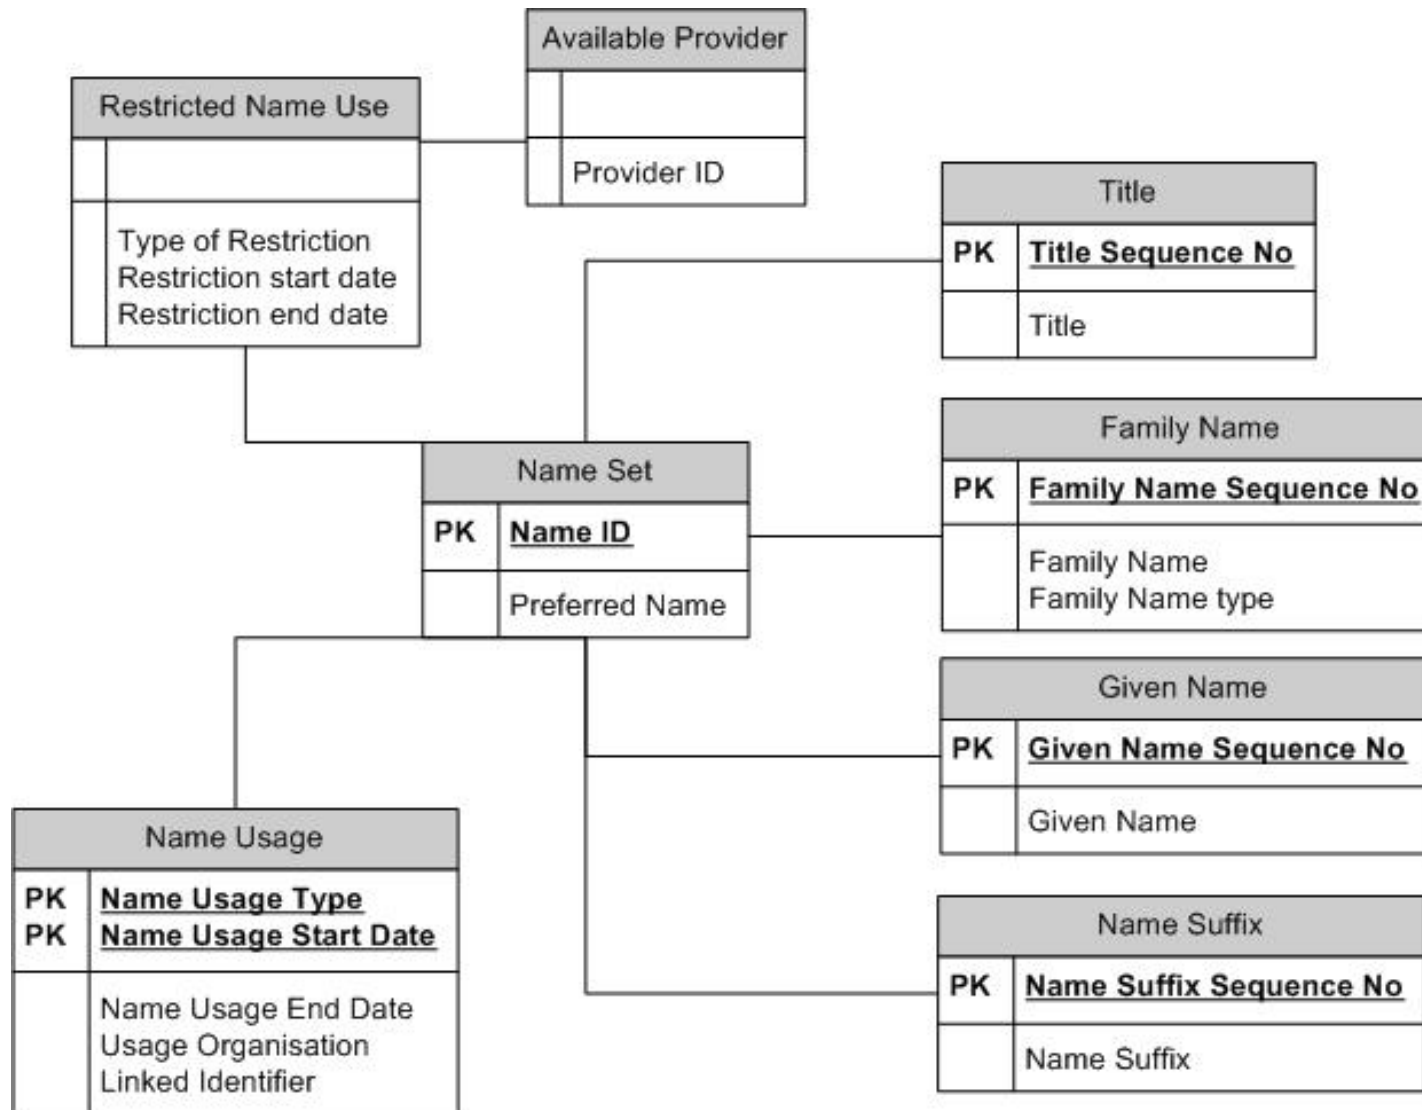 Available Provider
Provider ID
Restricted Name Use
Type of Restriction
Restriction start date
Restriction end date
Title
PK Title Sequence No
Title
Family Name
PK Family Name Sequence No
Family Name
Family Name type
Name Set
PK Name ID
Preferred Name
Given Name
PK Given Name Sequence No
Given Name
Name Usage
PK Name Usage Type
PK Name Usage Start Date
Name Usage End Date
Usage Organisation
Linked Identifier
Name Suffix
PK Name Suffix Sequence No
Name Suffix